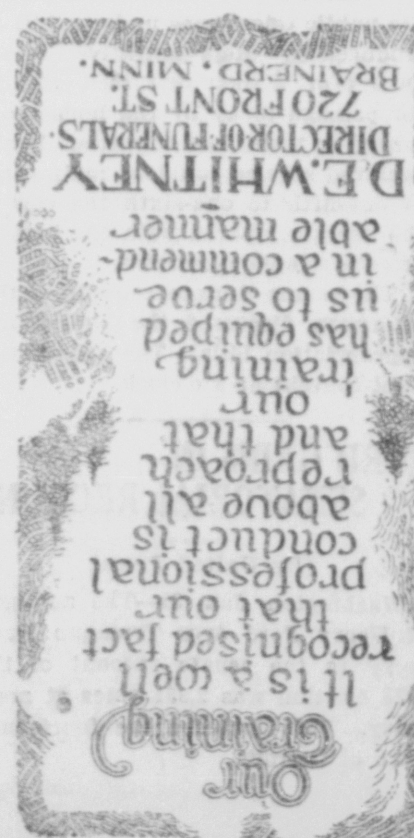 Our
Training
It is a well
recognised fact
that our
professional
conduct is
above all
reproach
and that
our
training
has equiped
us to serve
in a commend-
able manner
D.E. WHITNEY
DIRECTOR OF FUNERALS
720 FRONT ST.
BRAINERD, MINN.